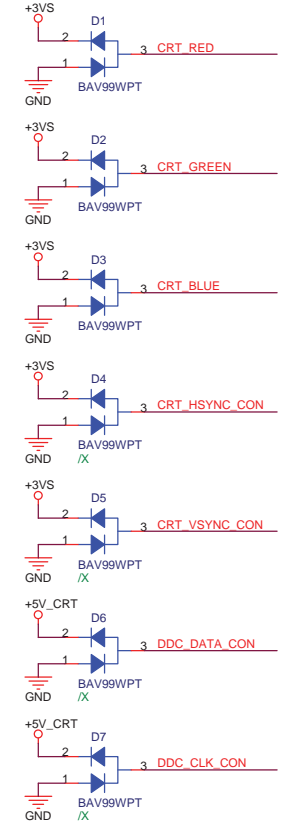 +3VS
D1
2
3 CRT_RED
1
BAV99WPT
GND
+3VS
D2
2
3 CRT_GREEN
1
BAV99WPT
GND
+3VS
D3
2
3 CRT_BLUE
1
BAV99WPT
GND
+3VS
D4
2
3 CRT_HSYNC_CON
1
BAV99WPT
GND /X
+3VS
D5
2
3 CRT_VSYNC_CON
1
BAV99WPT
GND /X
+5V_CRT
D6
2
3 DDC_DATA_CON
1
BAV99WPT
GND /X
+5V_CRT
D7
2
3 DDC_CLK_CON
1
BAV99WPT
GND /X